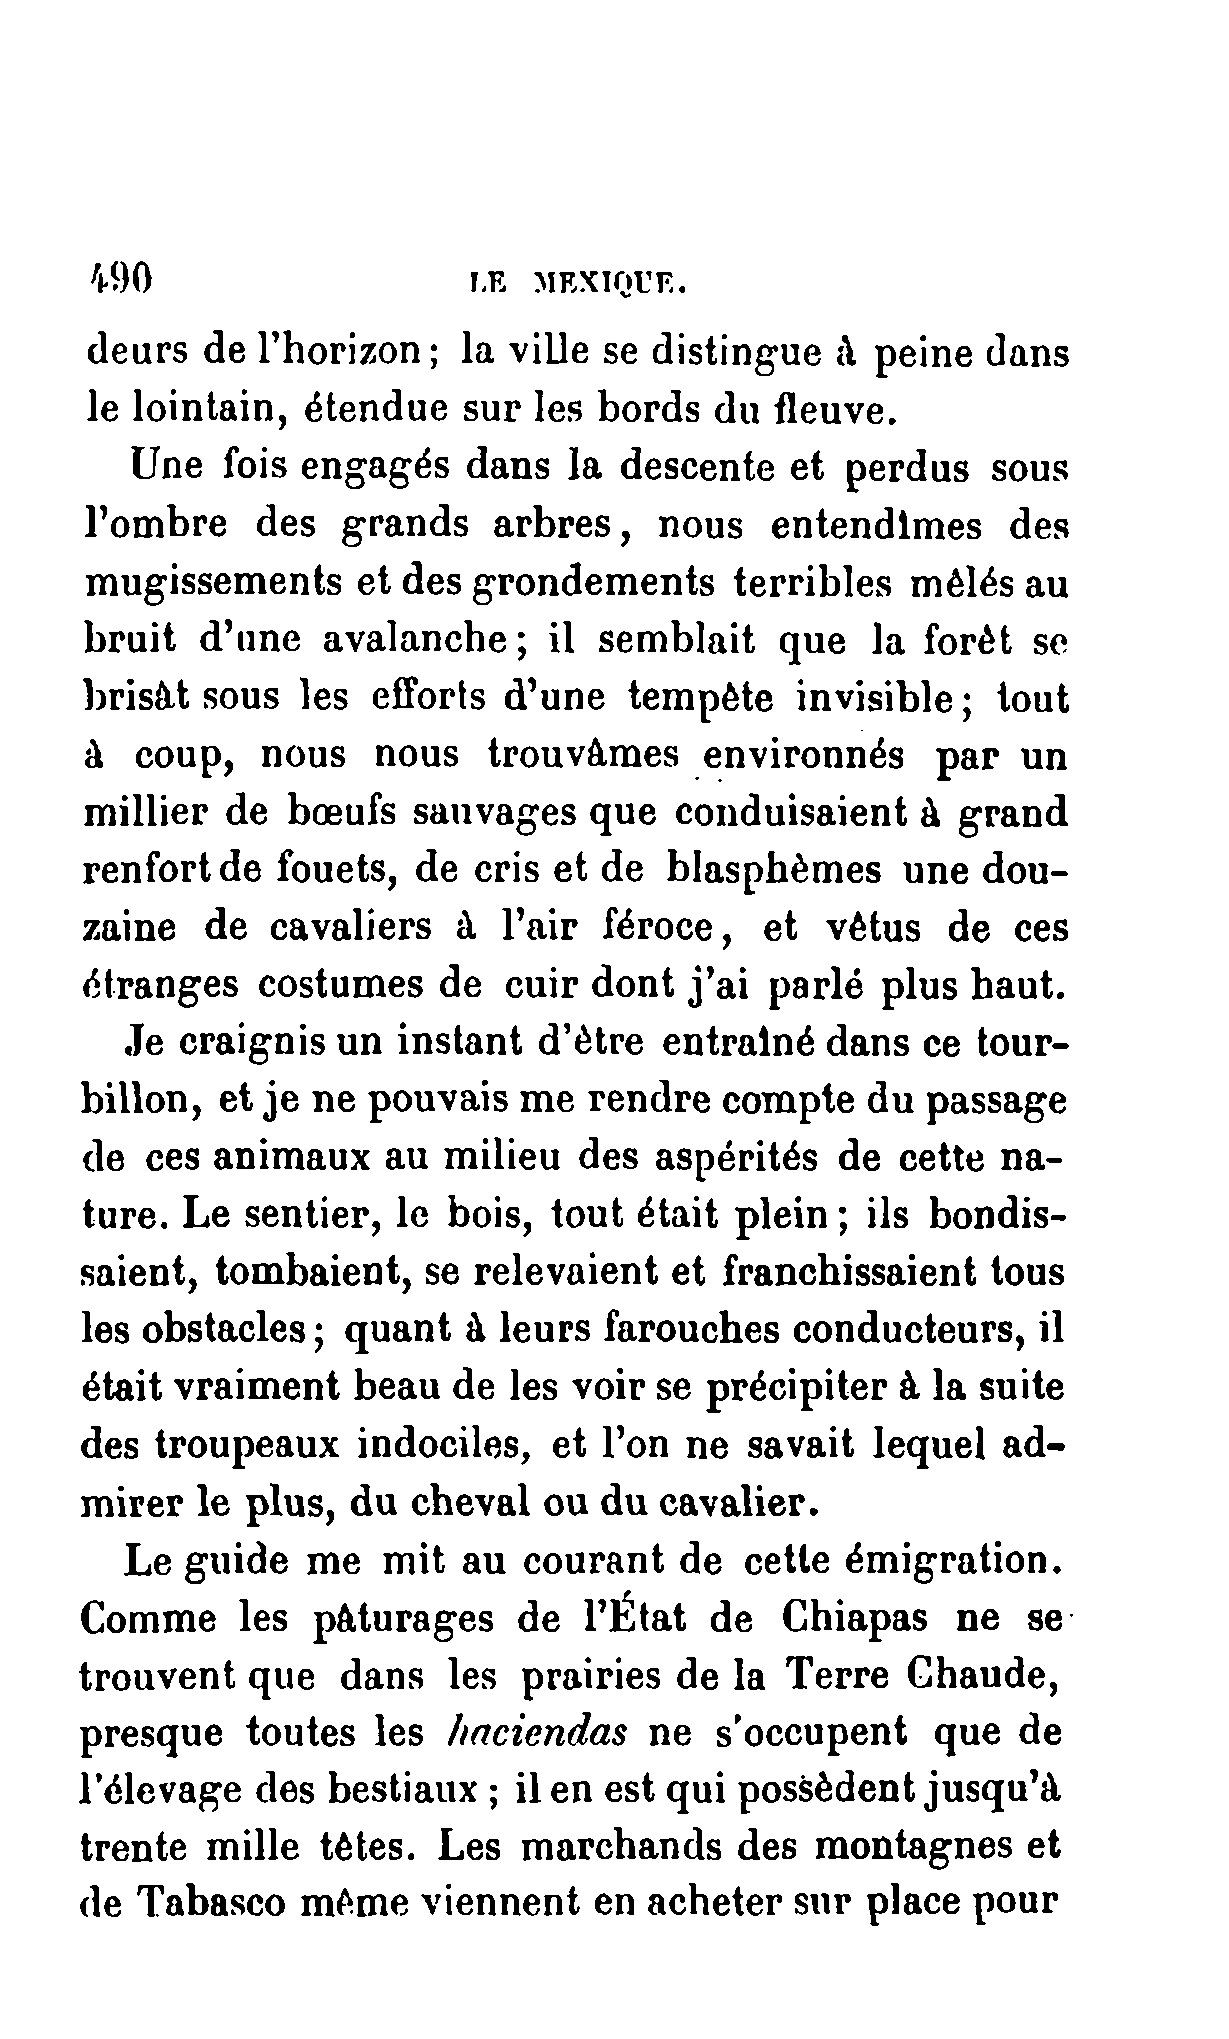 490 LE MEXIQUE.
deurs de l'horizon; la ville se distingue à peine dans
le lointain, étendue sur les bords du fleuve.
Une fois engagés dans la descente et perdus sous
l'ombre des grands arbres, nous entendîmes des
mugissements et des grondements terribles mêlés au
bruit d'une avalanche; il semblait que la forêt se
brisât sous les efforts d'une tempête invisible; tout
à coup, nous nous trouvâmes environnés par un
millier de bœufs sauvages que conduisaient à grand
renfort de fouets, de cris et de blasphèmes une dou-
zaine de cavaliers à l'air féroce, et vêtus de ces
étranges costumes de cuir dont j'ai parlé plus haut.
Je craignis un instant d'être entraîné dans ce tour-
billon, et je ne pouvais me rendre compte du passage
de ces animaux au milieu des aspérités de cette na-
ture. Le sentier, le bois, tout était plein; ils bondis-
saient, tombaient, se relevaient et franchissaient tous
les obstacles; quant à leurs farouches conducteurs, il
était vraiment beau de les voir se précipiter à la suite
des troupeaux indociles, et l'on ne savait lequel ad-
mirer le plus, du cheval ou du cavalier.
Le guide me mit au courant de cette émigration.
Comme les pâturages de l'État de Chiapas ne se
trouvent que dans les prairies de la Terre Chaude,
presque toutes les haciendas ne s'occupent que de
l'élevage des bestiaux; il en est qui possèdent jusqu'à
trente mille têtes. Les marchands des montagnes et
de Tabasco même viennent en acheter sur place pour